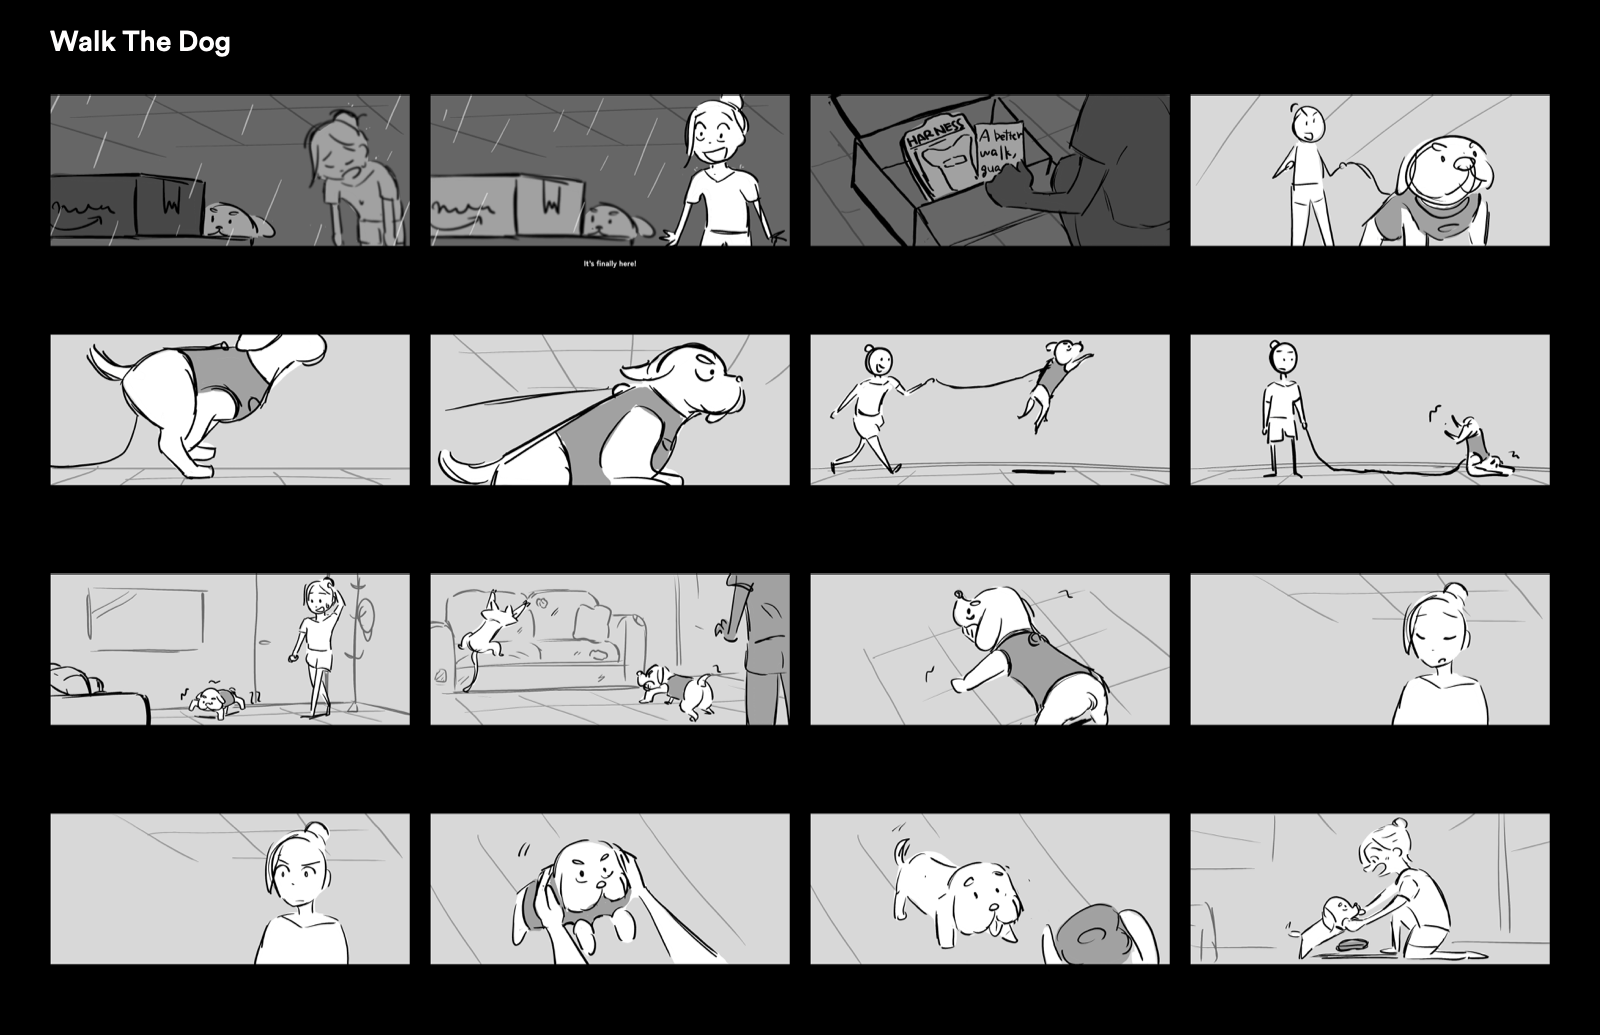 Walk The Dog
HARNESS
A better
walk,
It's finally here!